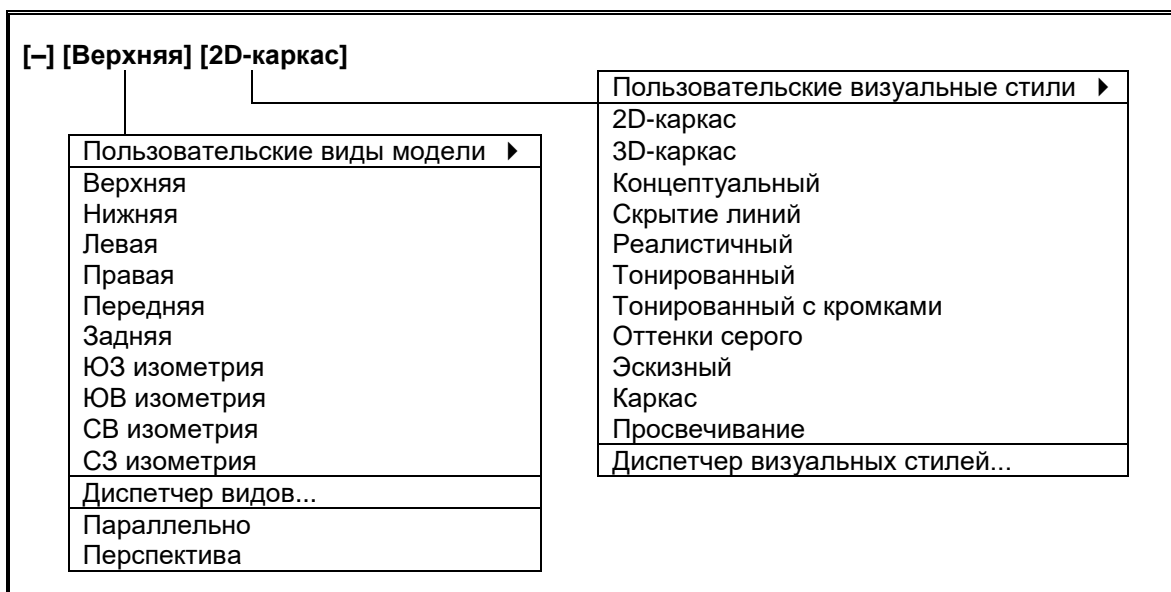 [–] [Верхняя] [2D-каркас]
Пользовательские виды модели
Верхняя
Нижняя
Левая
Правая
Передняя
Задняя
ЮЗ изометрия
ЮВ изометрия
СВ изометрия
СЗ изометрия
Диспетчер видов...
Параллельно
Перспектива
Пользовательские визуальные стили
2D-каркас
3D-каркас
Концептуальный
Скрытие линий
Реалистичный
Тонированный
Тонированный с кромками
Оттенки серого
Эскизный
Каркас
Просвечивание
Диспетчер визуальных стилей...